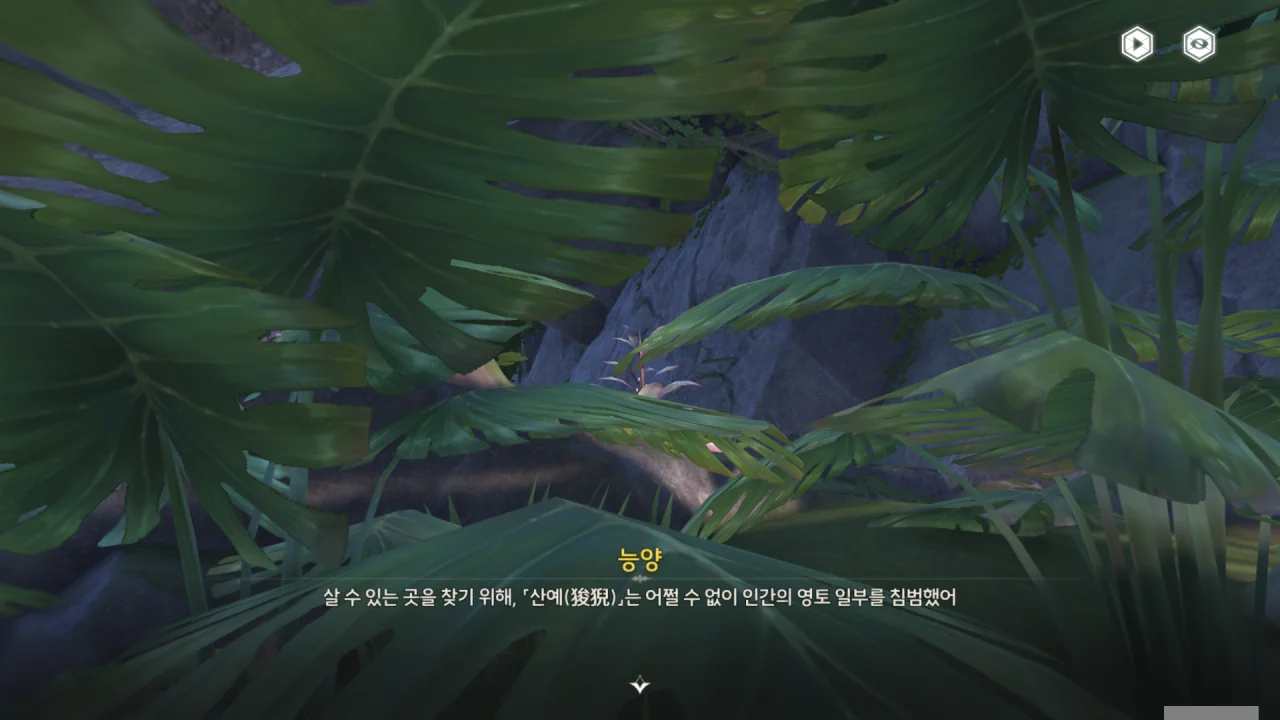 능양
살 수 있는 곳을 찾기 위해, 「산예(狻猊)」는 어쩔 수 없이 인간의 영토 일부를 침범했어